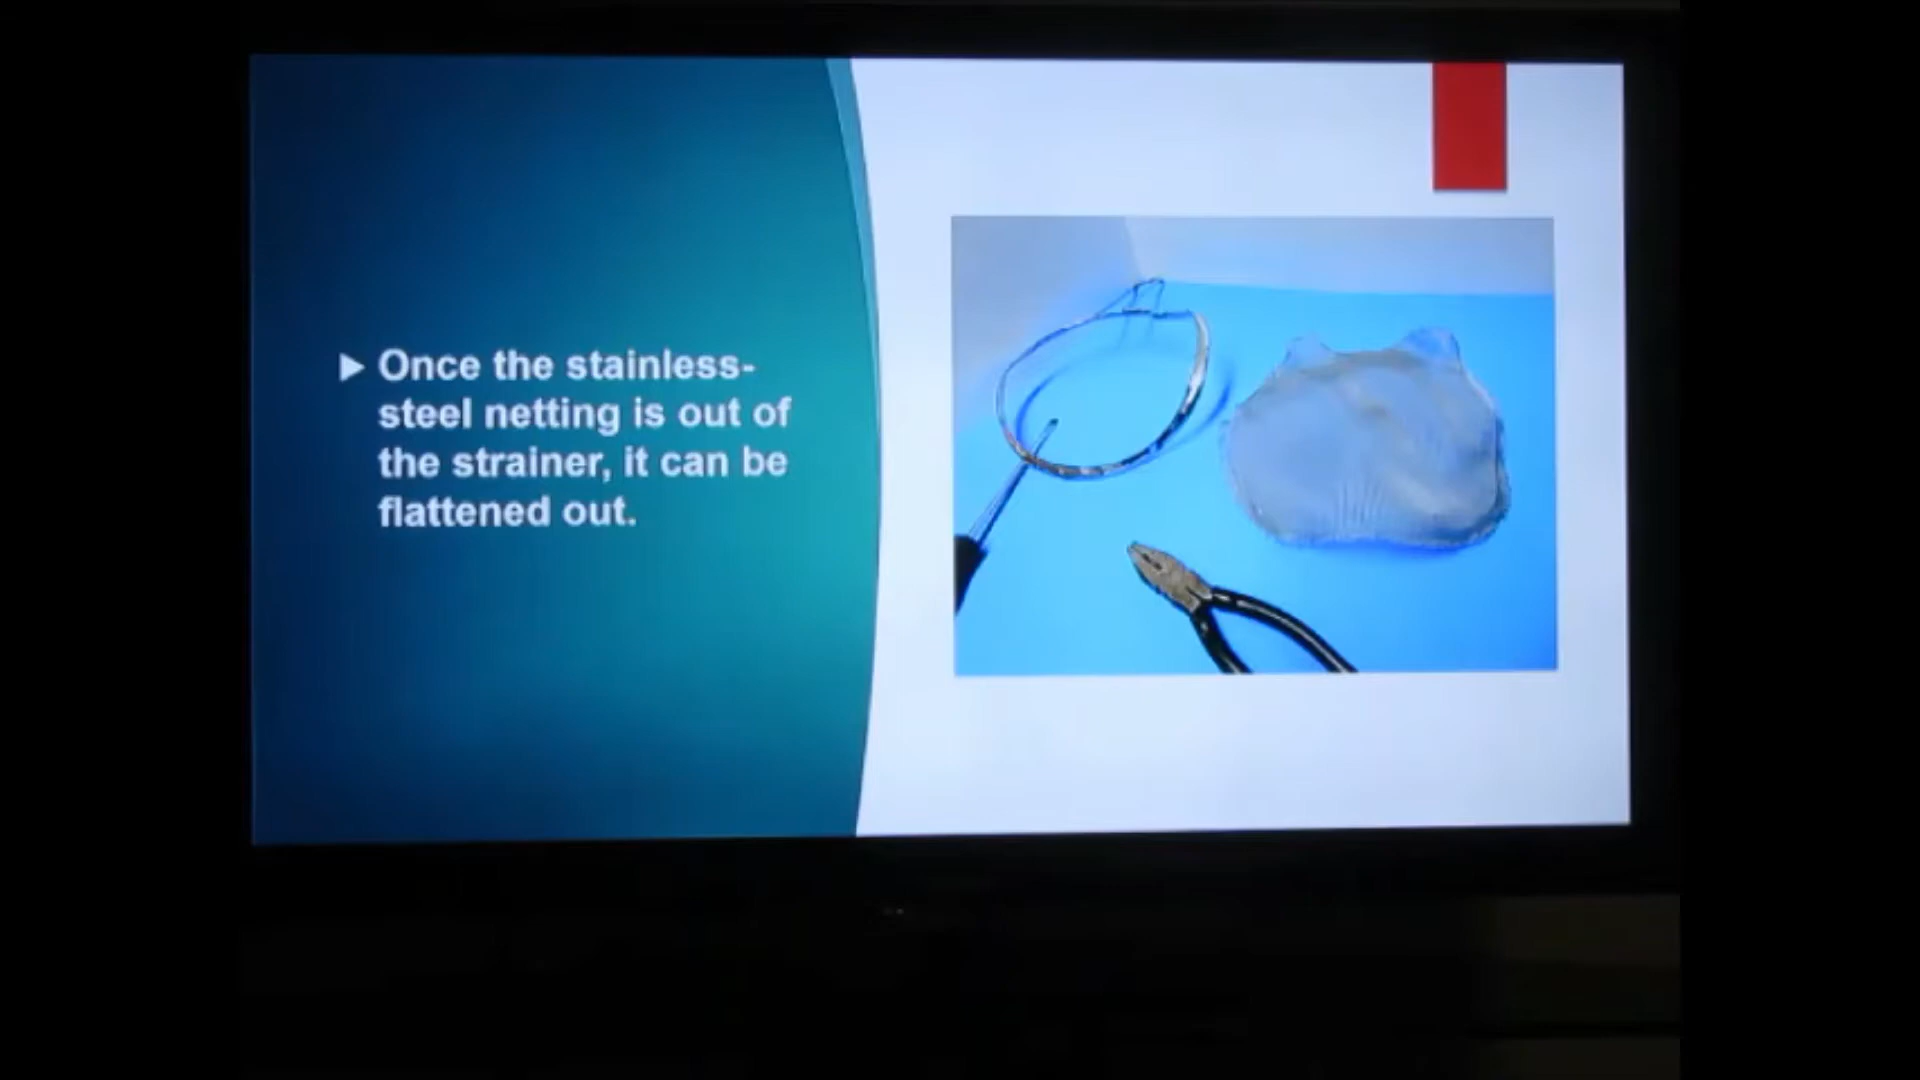 Once the stainless-
steel netting is out of
the strainer, it can be
flattened out.